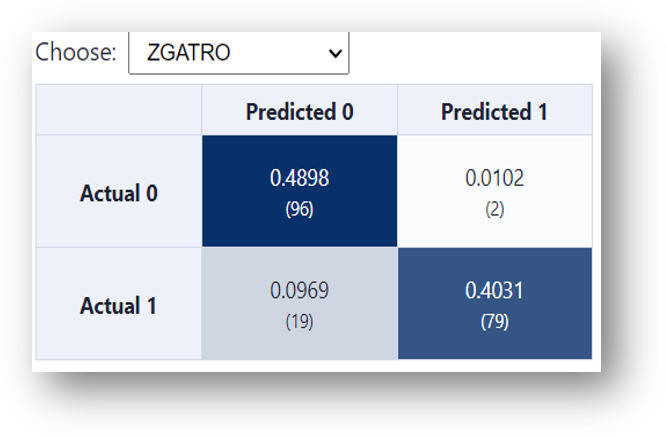 Choose: ZGATRO
Predicted 0 Predicted 1
Actual 0 0.4898 0.0102
(96) (2)
Actual 1 0.0969 0.4031
(19) (79)